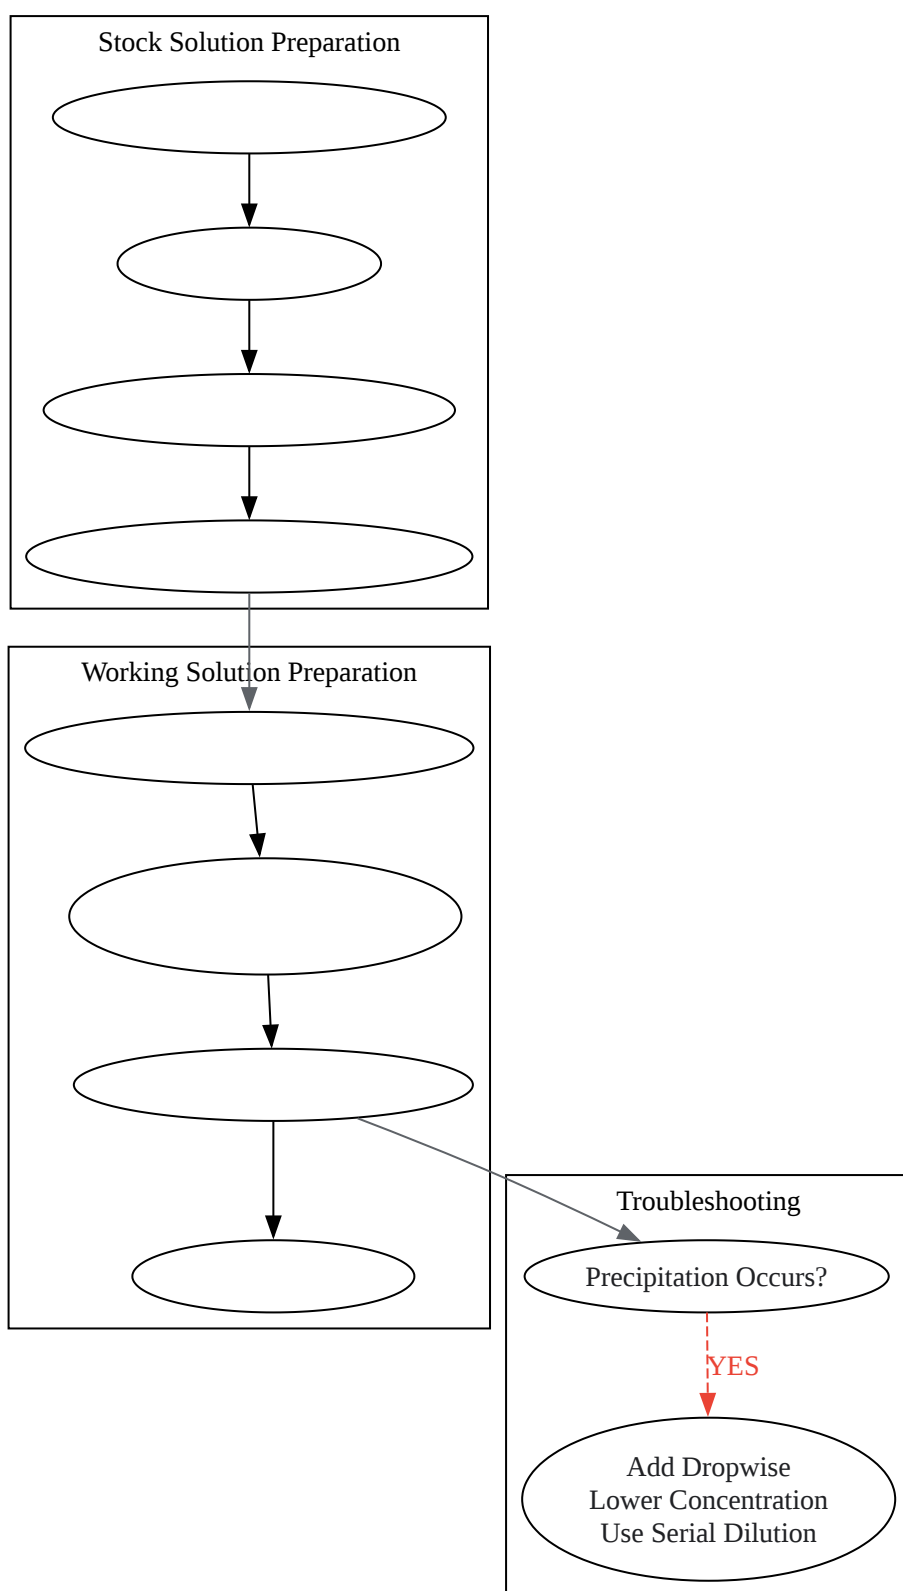 Stock Solution Preparation
Working Solution Preparation
Troubleshooting
Precipitation Occurs?
YES
Add Dropwise
Lower Concentration
Use Serial Dilution